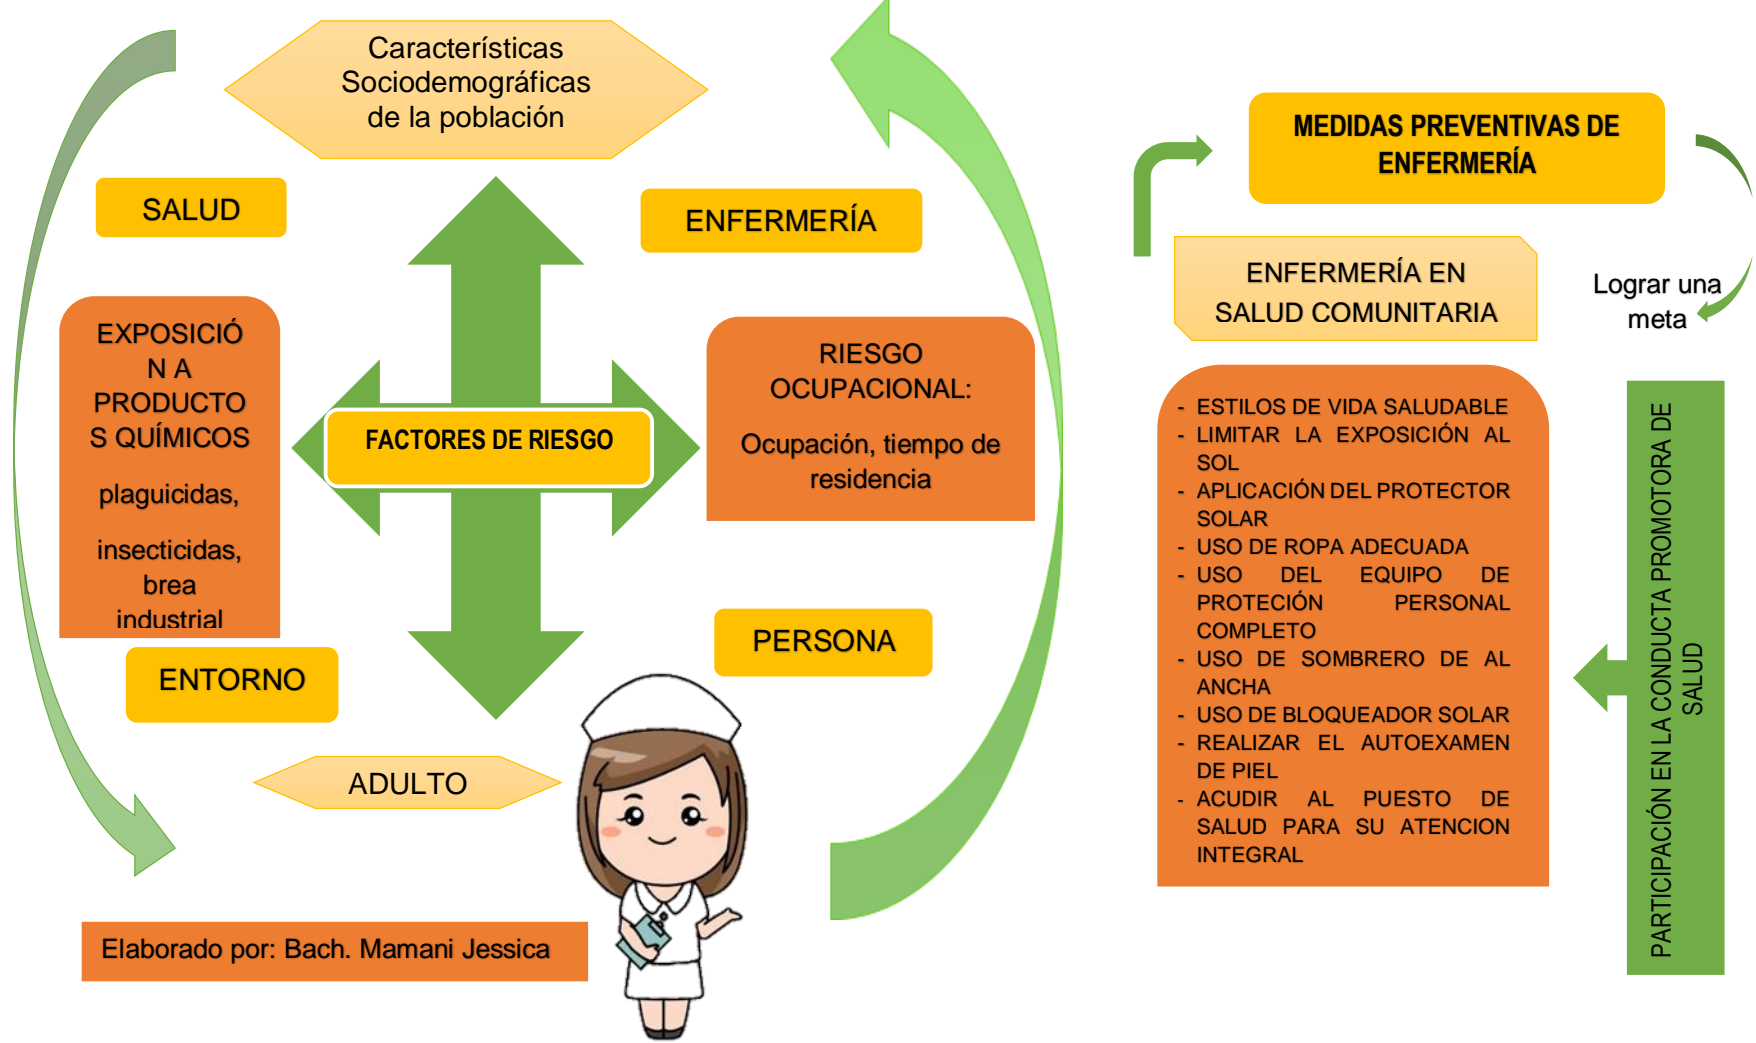 Características
Sociodemográficas
de la población
SALUD
ENFERMERÍA
EXPOSICIÓ
N A
PRODUCTO
S QUÍMICOS
plaguicidas,
insecticidas,
brea
industrial
FACTORES DE RIESGO
RIESGO
OCUPACIONAL:
Ocupación, tiempo de
residencia
ENTORNO
PERSONA
ADULTO
Elaborado por: Bach. Mamani Jessica
MEDIDAS PREVENTIVAS DE
ENFERMERÍA
ENFERMERÍA EN
SALUD COMUNITARIA
Lograr una
meta
- ESTILOS DE VIDA SALUDABLE
- LIMITAR LA EXPOSICIÓN AL
SOL
- APLICACIÓN DEL PROTECTOR
SOLAR
- USO DE ROPA ADECUADA
- USO DEL EQUIPO DE
PROTECIÓN PERSONAL
COMPLETO
- USO DE SOMBRERO DE AL
ANCHA
- USO DE BLOQUEADOR SOLAR
- REALIZAR EL AUTOEXAMEN
DE PIEL
- ACUDIR AL PUESTO DE
SALUD PARA SU ATENCION
INTEGRAL
PARTICIPACIÓN EN LA CONDUCTA PROMOTORA DE
SALUD